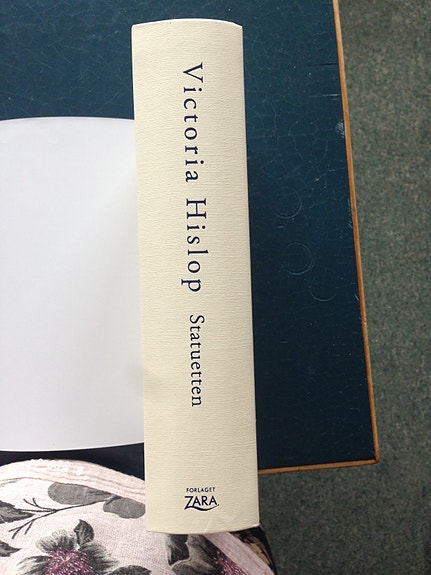 Victoria Hislop Statuetten
FORLAGET
ZARA